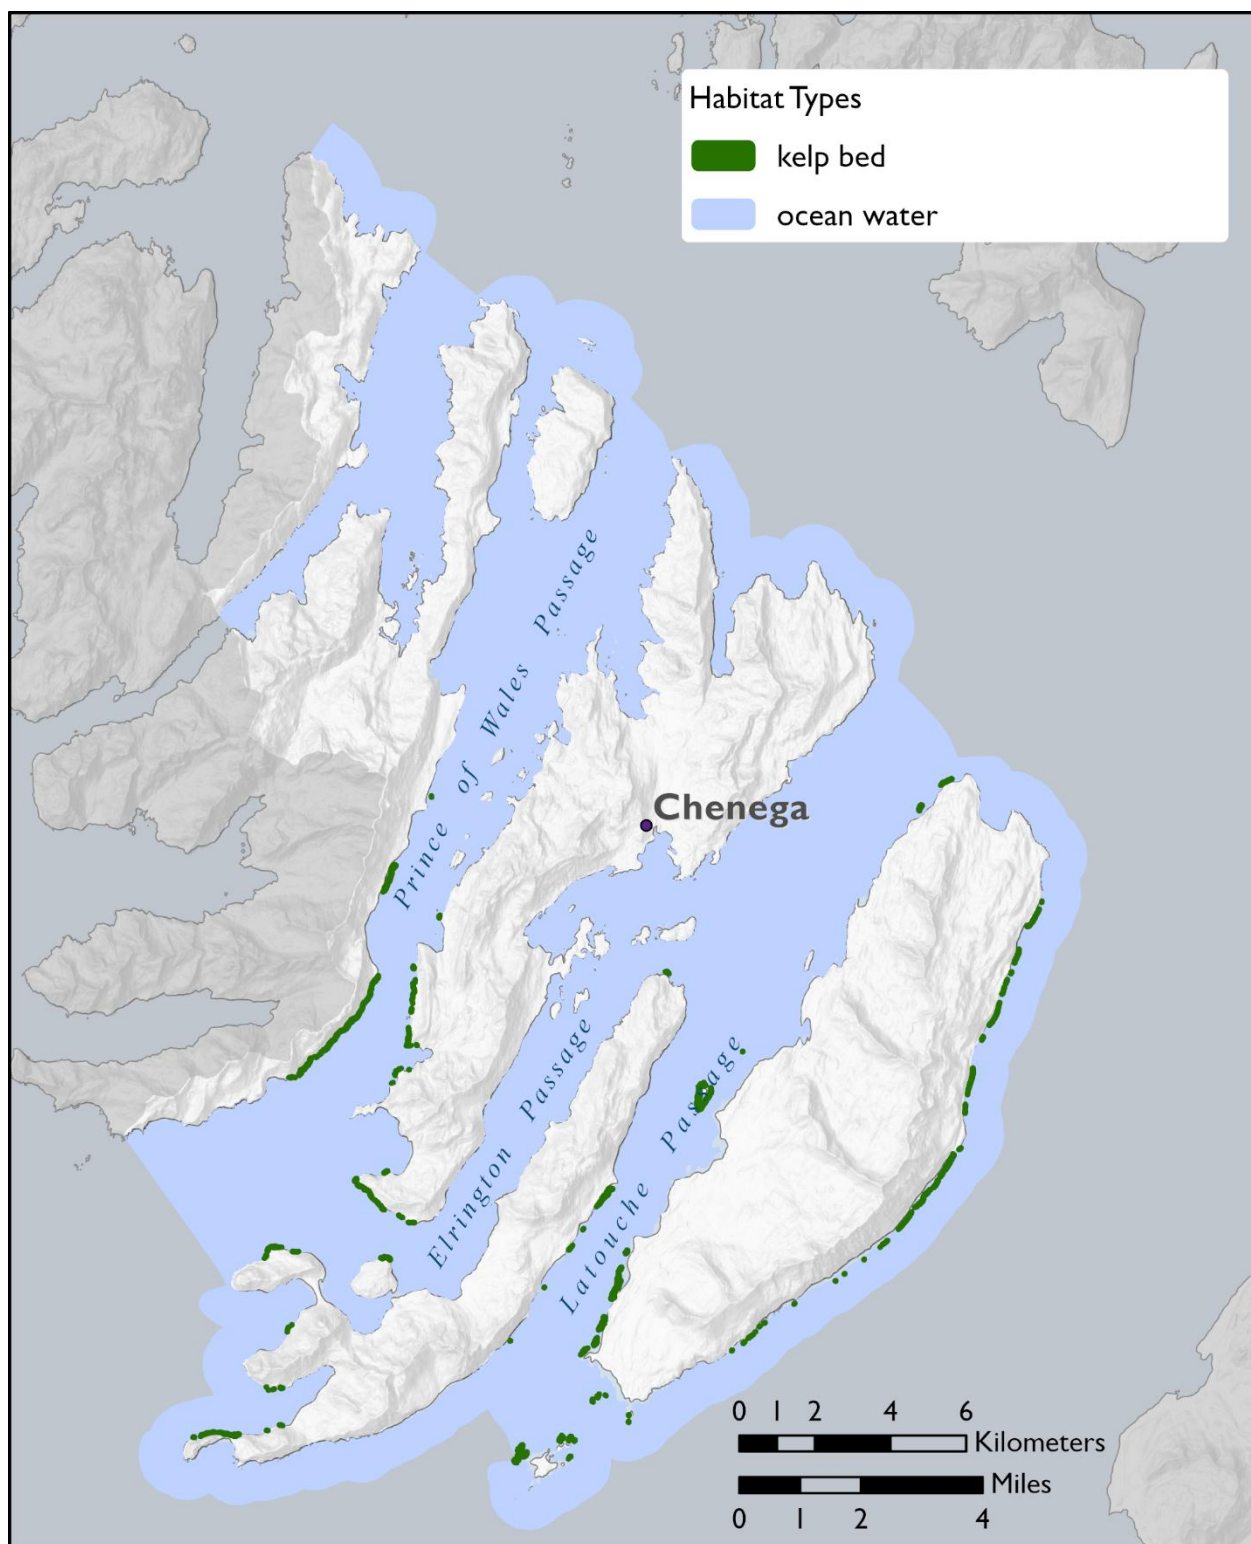 Habitat Types
kelp bed
ocean water
Prince of Wales Passage
Chenega
Elrington Passage
Latouche Passage
0 1 2 4 6
Kilometers
Miles
0 1 2 4